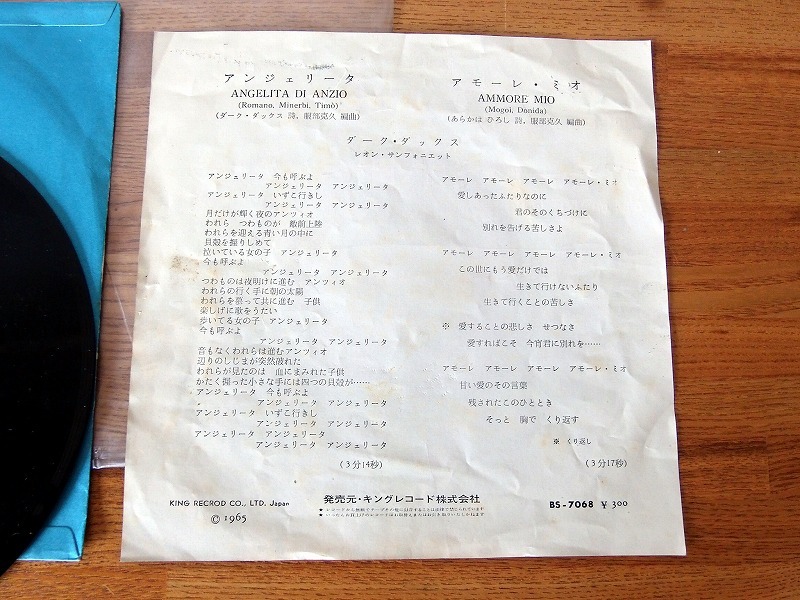 アンジェリータ
ANGELITA DI ANZIO
(Romano, Minerbi, Timò)
(ダーク・ダックス 詩, 服部克久 編曲)
アモーレ・ミオ
AMMORE MIO
(Mogoi, Donida)
(あらかは ひろし 詩, 服部克久 編曲)
ダーク・ダックス
レオン・サンフォニエット
アンジェリータ 今も呼ぶよ
アンジェリータ アンジェリータ
アンジェリータ いずこ行きし
アンジェリータ アンジェリータ
月だけが輝く夜のアンツィオ
われら つわものが 敵前上陸
われらを迎える青い月の中に
貝殻を握りしめて
泣いている女の子 アンジェリータ
今も呼ぶよ
アンジェリータ アンジェリータ
つわものは夜明けに進む アンツィオ
われらの行く手に朝の太陽
われらを慕って共に進む 子供
楽しげに歌をうたい
歩いてる女の子 アンジェリータ
今も呼ぶよ
アンジェリータ アンジェリータ
音もなくわれらは進むアンツィオ
辺りのしじまが突然破れた
われらが見たのは 血にまみれた子供
かたく握った小さな手には四つの貝殻が……
アンジェリータ 今も呼ぶよ
アンジェリータ アンジェリータ
アンジェリータ いずこ行きし
アンジェリータ アンジェリータ
アンジェリータ アンジェリータ
アンジェリータ アンジェリータ
(3分14秒)
アモーレ アモーレ アモーレ アモーレ・ミオ
愛しあったふたりなのに
君のそのくちづけに
別れを告げる苦しさよ
アモーレ アモーレ アモーレ アモーレ・ミオ
この世にもう愛だけでは
生きて行けないふたり
生きて行くことの苦しさ
※ 愛することの悲しさ せつなさ
愛すればこそ 今宵君に別れを……
アモーレ アモーレ アモーレ アモーレ・ミオ
甘い愛のその言葉
残されたこのひととき
そっと 胸で くり返す
※ くり返し
(3分17秒)
KING RECROD CO., LTD. Japan
© 1965
発売元・キングレコード株式会社
BS-7068 ¥ 300